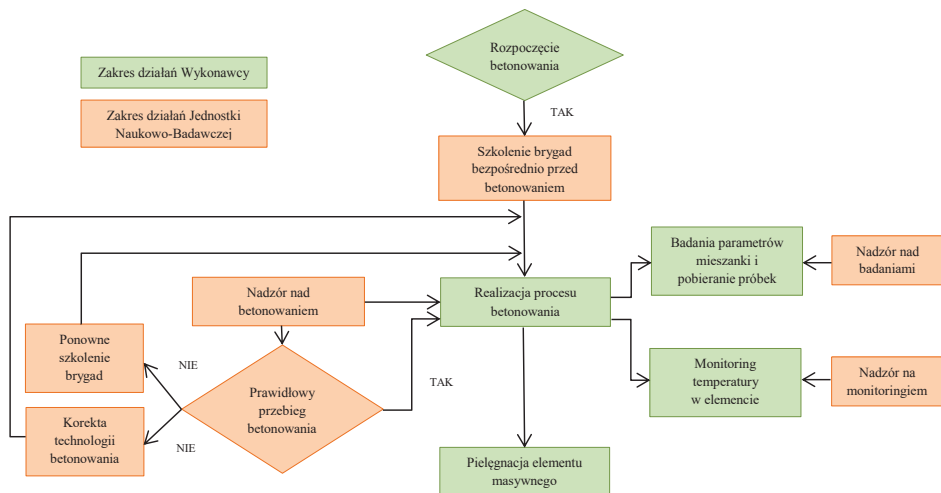 Rozpoczęcie
betonowania
Zakres działań Wykonawcy
Zakres działań Jednostki
Naukowo-Badawczej
TAK
Szkolenie brygad
bezpośrednio przed
betonowaniem
Badania parametrów
mieszanki i
pobieranie próbek
Nadzór nad
badaniami
Nadzór nad
betonowaniem
Realizacja procesu
betonowania
Ponowne
szkolenie
brygad
NIE
Prawidłowy
przebieg
betonowania
TAK
Monitoring
temperatury
w elemencie
Nadzór na
monitoringiem
Korekta
technologii
betonowania
NIE
Pielęgnacja elementu
masywnego